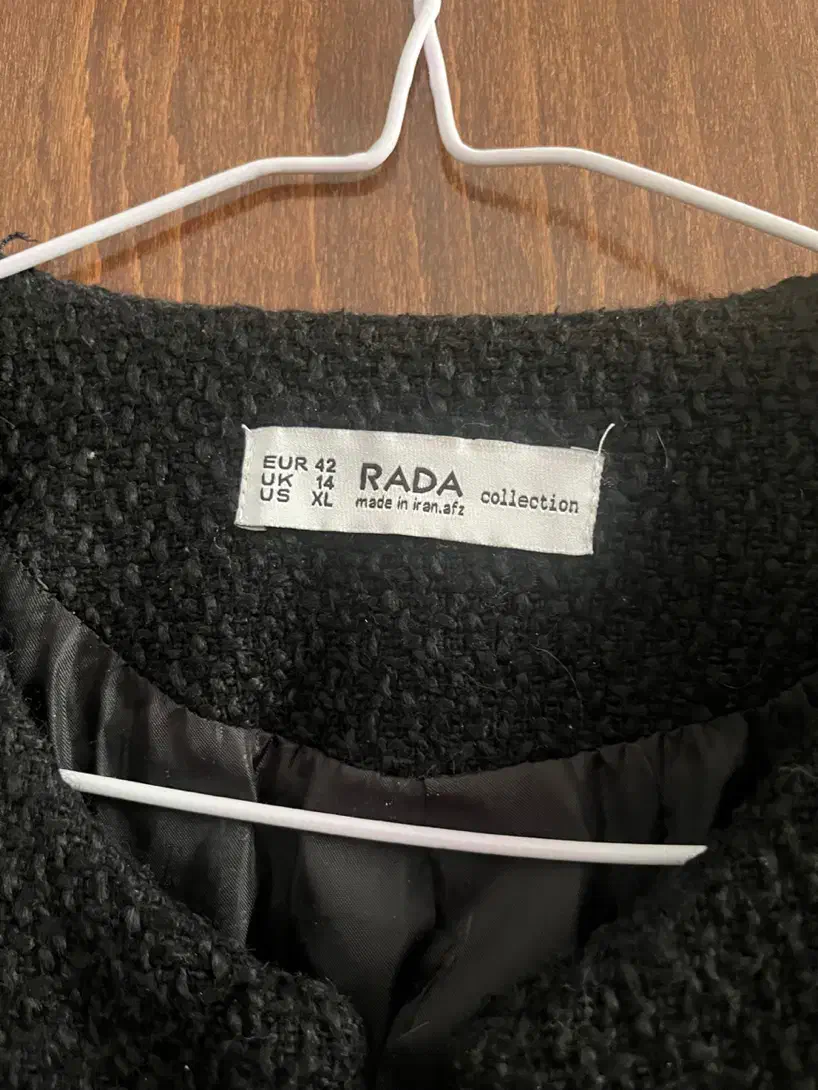 EUR 42
UK 14
US XL
RADA
made in iran.afz
collection